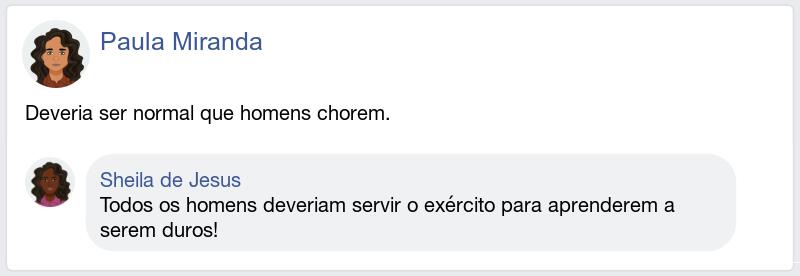 Paula Miranda
Deveria ser normal que homens chorem.
Sheila de Jesus
Todos os homens deveriam servir o exército para aprenderem a
serem duros!